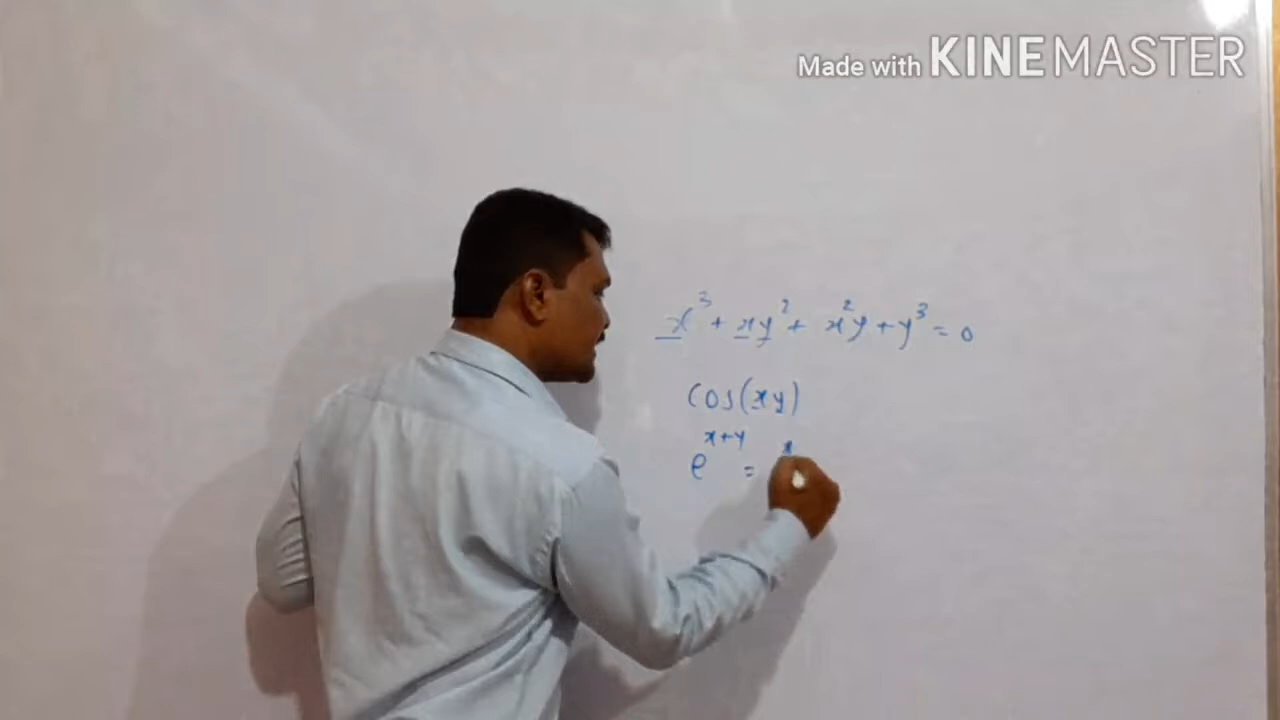 Made with KINEMASTER
x³ + xy² + x²y + y³ = 0
cos(xy)
e^{x+y} = x